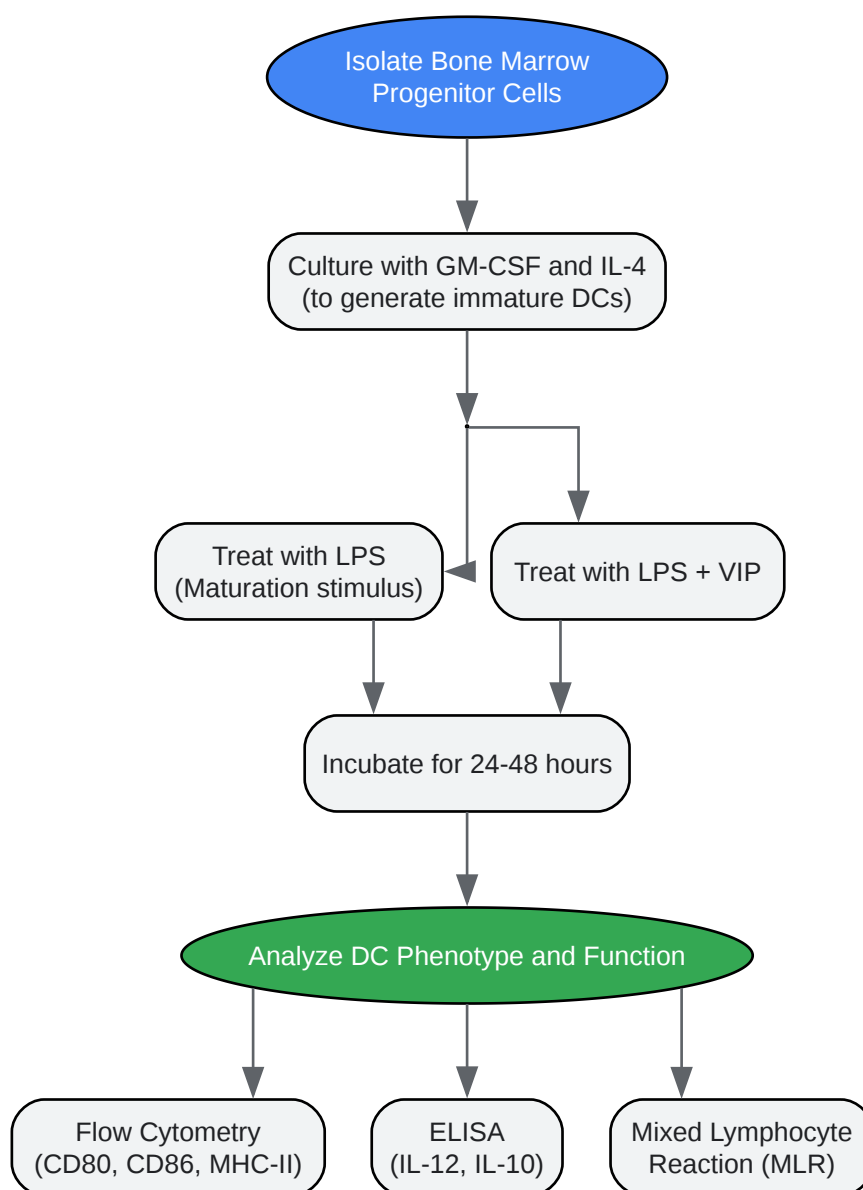 Isolate Bone Marrow
Progenitor Cells
Culture with GM-CSF and IL-4
(to generate immature DCs)
Treat with LPS
(Maturation stimulus)
Treat with LPS + VIP
Incubate for 24-48 hours
Analyze DC Phenotype and Function
Flow Cytometry
(CD80, CD86, MHC-II)
ELISA
(IL-12, IL-10)
Mixed Lymphocyte
Reaction (MLR)